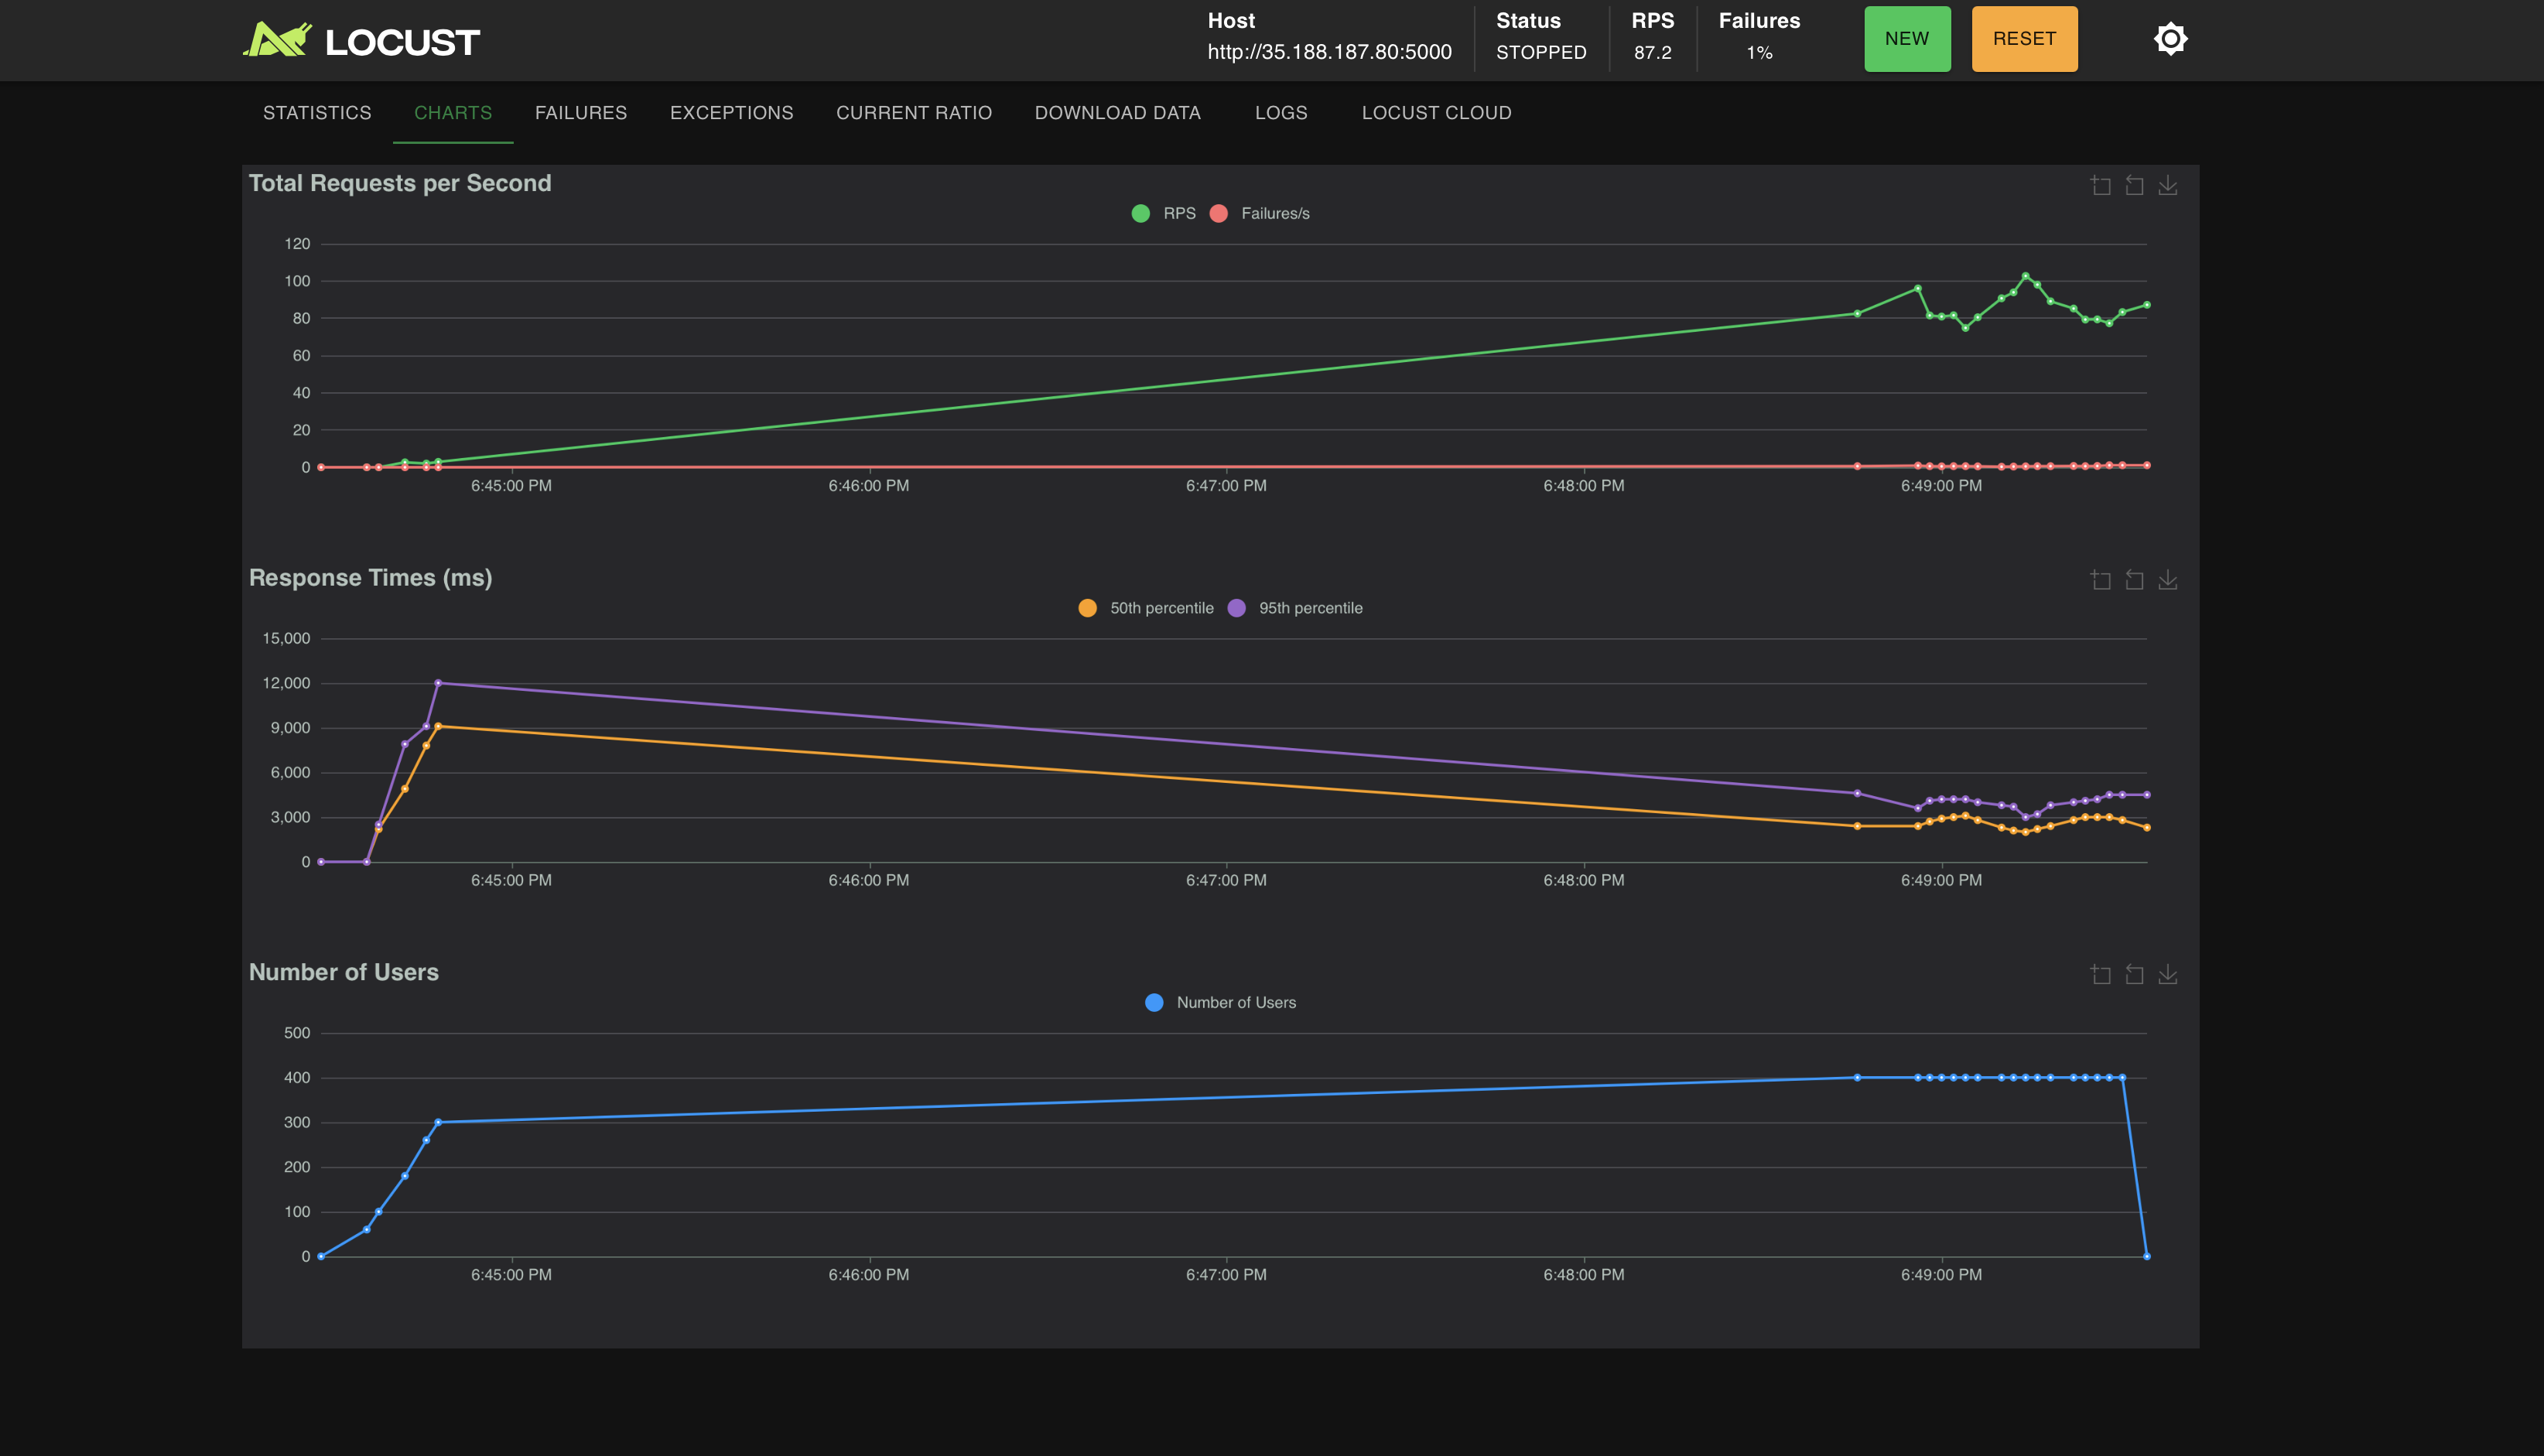 LOCUST
Host
http://35.188.187.80:5000
Status
STOPPED
RPS
87.2
Failures
1%
NEW
RESET
STATISTICS CHARTS FAILURES EXCEPTIONS CURRENT RATIO DOWNLOAD DATA LOGS LOCUST CLOUD
Total Requests per Second
RPS Failures/s
120
100
80
60
40
20
0
6:45:00 PM 6:46:00 PM 6:47:00 PM 6:48:00 PM 6:49:00 PM
Response Times (ms)
50th percentile 95th percentile
15,000
12,000
9,000
6,000
3,000
0
6:45:00 PM 6:46:00 PM 6:47:00 PM 6:48:00 PM 6:49:00 PM
Number of Users
Number of Users
500
400
300
200
100
0
6:45:00 PM 6:46:00 PM 6:47:00 PM 6:48:00 PM 6:49:00 PM